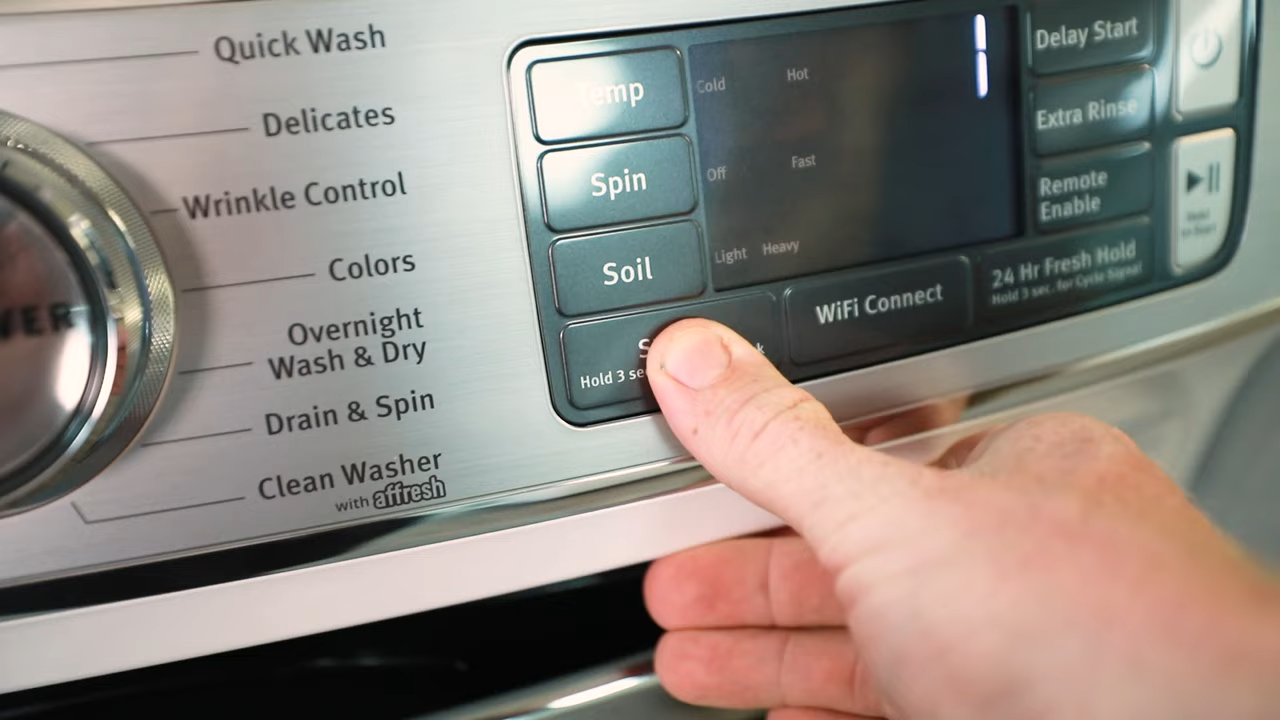 Quick Wash
Delicates
Wrinkle Control
Colors
Overnight
Wash & Dry
Drain & Spin
Clean Washer
with affresh
Temp
Spin
Soil
Hold 3
Cold Hot
Off Fast
Light Heavy
WiFi Connect
Delay Start
Extra Rinse
Remote
Enable
24 Hr Fresh Hold
Hold 3 sec. for Cycle Signal